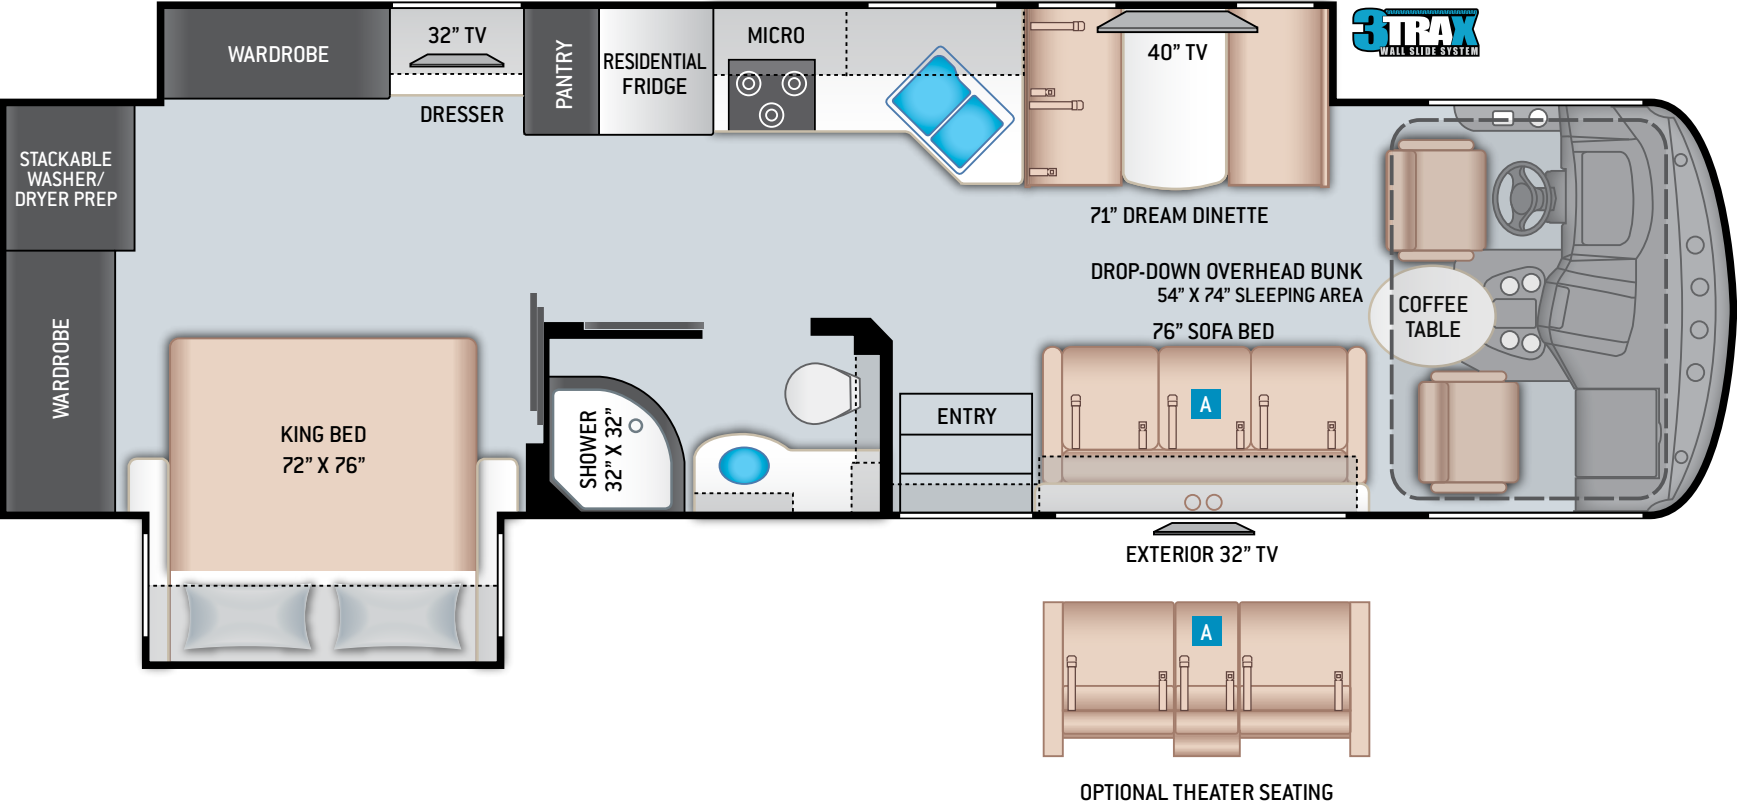 WARDROBE
32” TV
DRESSER
PANTRY
RESIDENTIAL
FRIDGE
MICRO
40” TV
3TRAX
WALL SLIDE SYSTEM
STACKABLE
WASHER/
DRYER PREP
71” DREAM DINETTE
DROP-DOWN OVERHEAD BUNK
54” X 74” SLEEPING AREA
76” SOFA BED
COFFEE
TABLE
WARDROBE
KING BED
72” X 76”
SHOWER
32” X 32”
ENTRY
A
EXTERIOR 32” TV
A
OPTIONAL THEATER SEATING